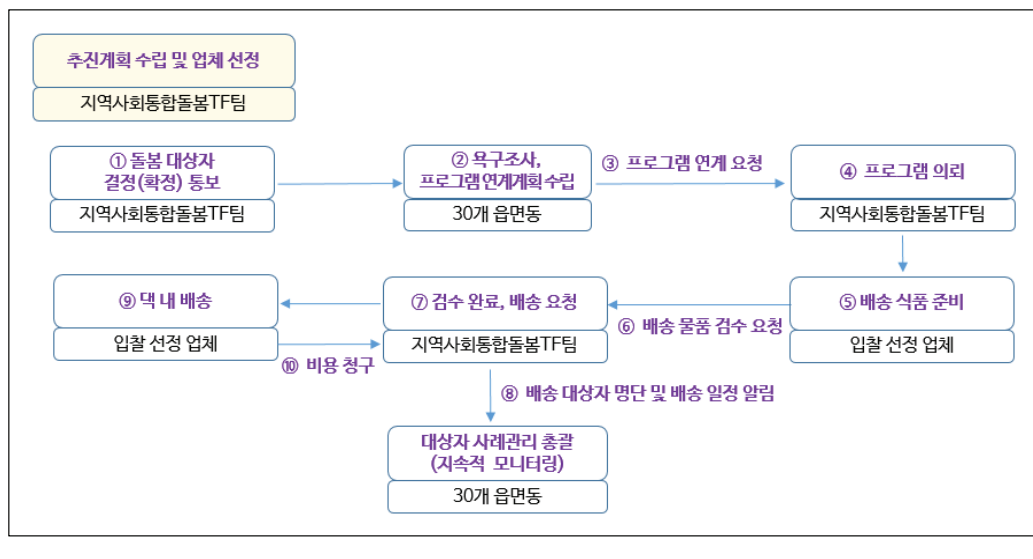 추진계획 수립 및 업체 선정
지역사회통합돌봄TF팀
① 돌봄 대상자
결정(확정) 통보
지역사회통합돌봄TF팀
② 욕구조사,
프로그램 연계계획 수립
30개 읍면동
③ 프로그램 연계 요청
④ 프로그램 의뢰
지역사회통합돌봄TF팀
⑨ 댁 내 배송
입찰 선정 업체
⑩ 비용 청구
⑦ 검수 완료, 배송 요청
지역사회통합돌봄TF팀
⑥ 배송 물품 검수 요청
⑤ 배송 식품 준비
입찰 선정 업체
⑧ 배송 대상자 명단 및 배송 일정 알림
대상자 사례관리 총괄
(지속적 모니터링)
30개 읍면동